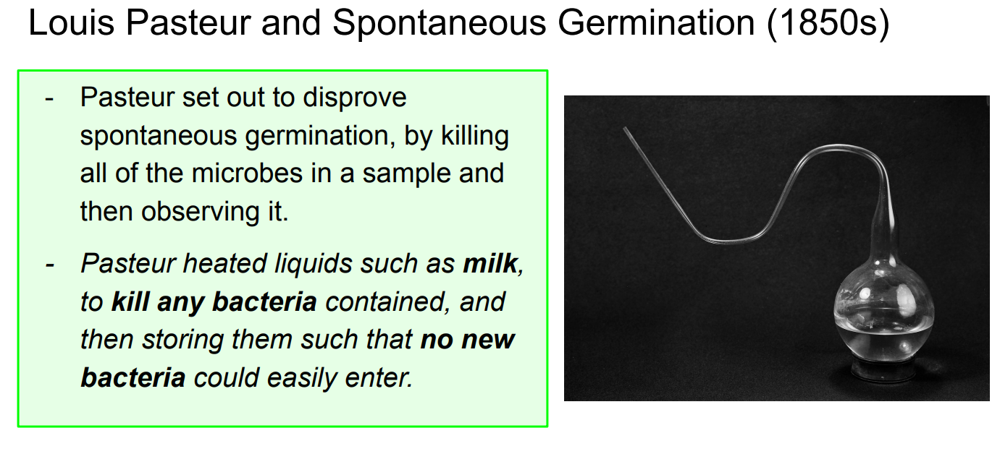 Louis Pasteur and Spontaneous Germination (1850s)
- Pasteur set out to disprove
spontaneous germination, by killing
all of the microbes in a sample and
then observing it.
- Pasteur heated liquids such as milk,
to kill any bacteria contained, and
then storing them such that no new
bacteria could easily enter.